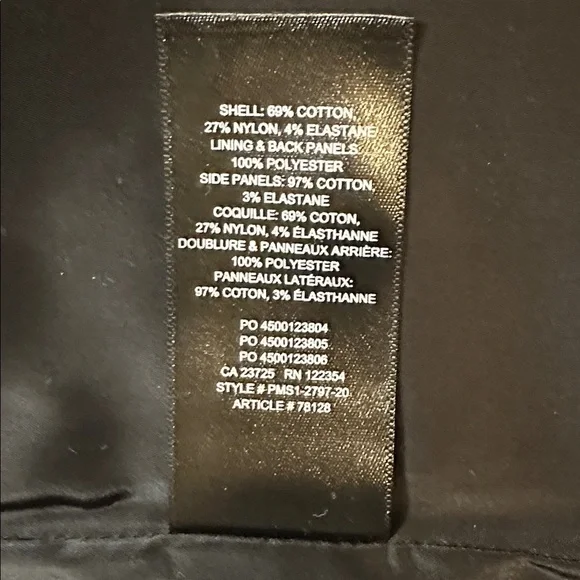 SHELL: 69% COTTON,
27% NYLON, 4% ELASTANE
LINING & BACK PANELS:
100% POLYESTER
SIDE PANELS: 97% COTTON,
3% ELASTANE
COQUILLE: 69% COTON,
27% NYLON, 4% ÉLASTHANNE
DOUBLURE & PANNEAUX ARRIÈRE:
100% POLYESTER
PANNEAUX LATÉRAUX:
97% COTON, 3% ÉLASTHANNE
PO 4500123804
PO 4500123805
PO 4500123806
CA 23725 RN 122354
STYLE # PMS1-2797-20
ARTICLE # 78128